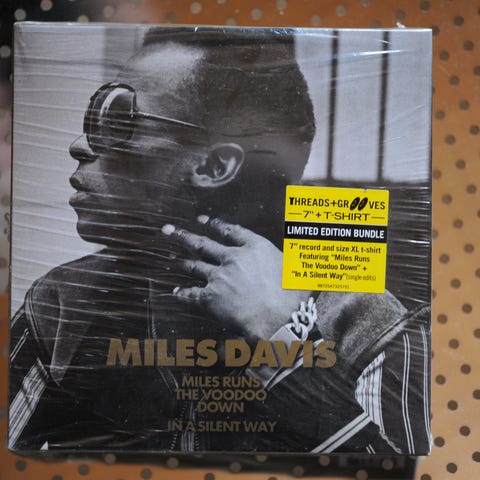 THREADS+GROOVES
7" + T-SHIRT
LIMITED EDITION BUNDLE
7" record and size XL t-shirt
Featuring "Miles Runs
The Voodoo Down" +
"In A Silent Way" (single edits)
MILES DAVIS
MILES RUNS
THE VOODOO
DOWN
IN A SILENT WAY